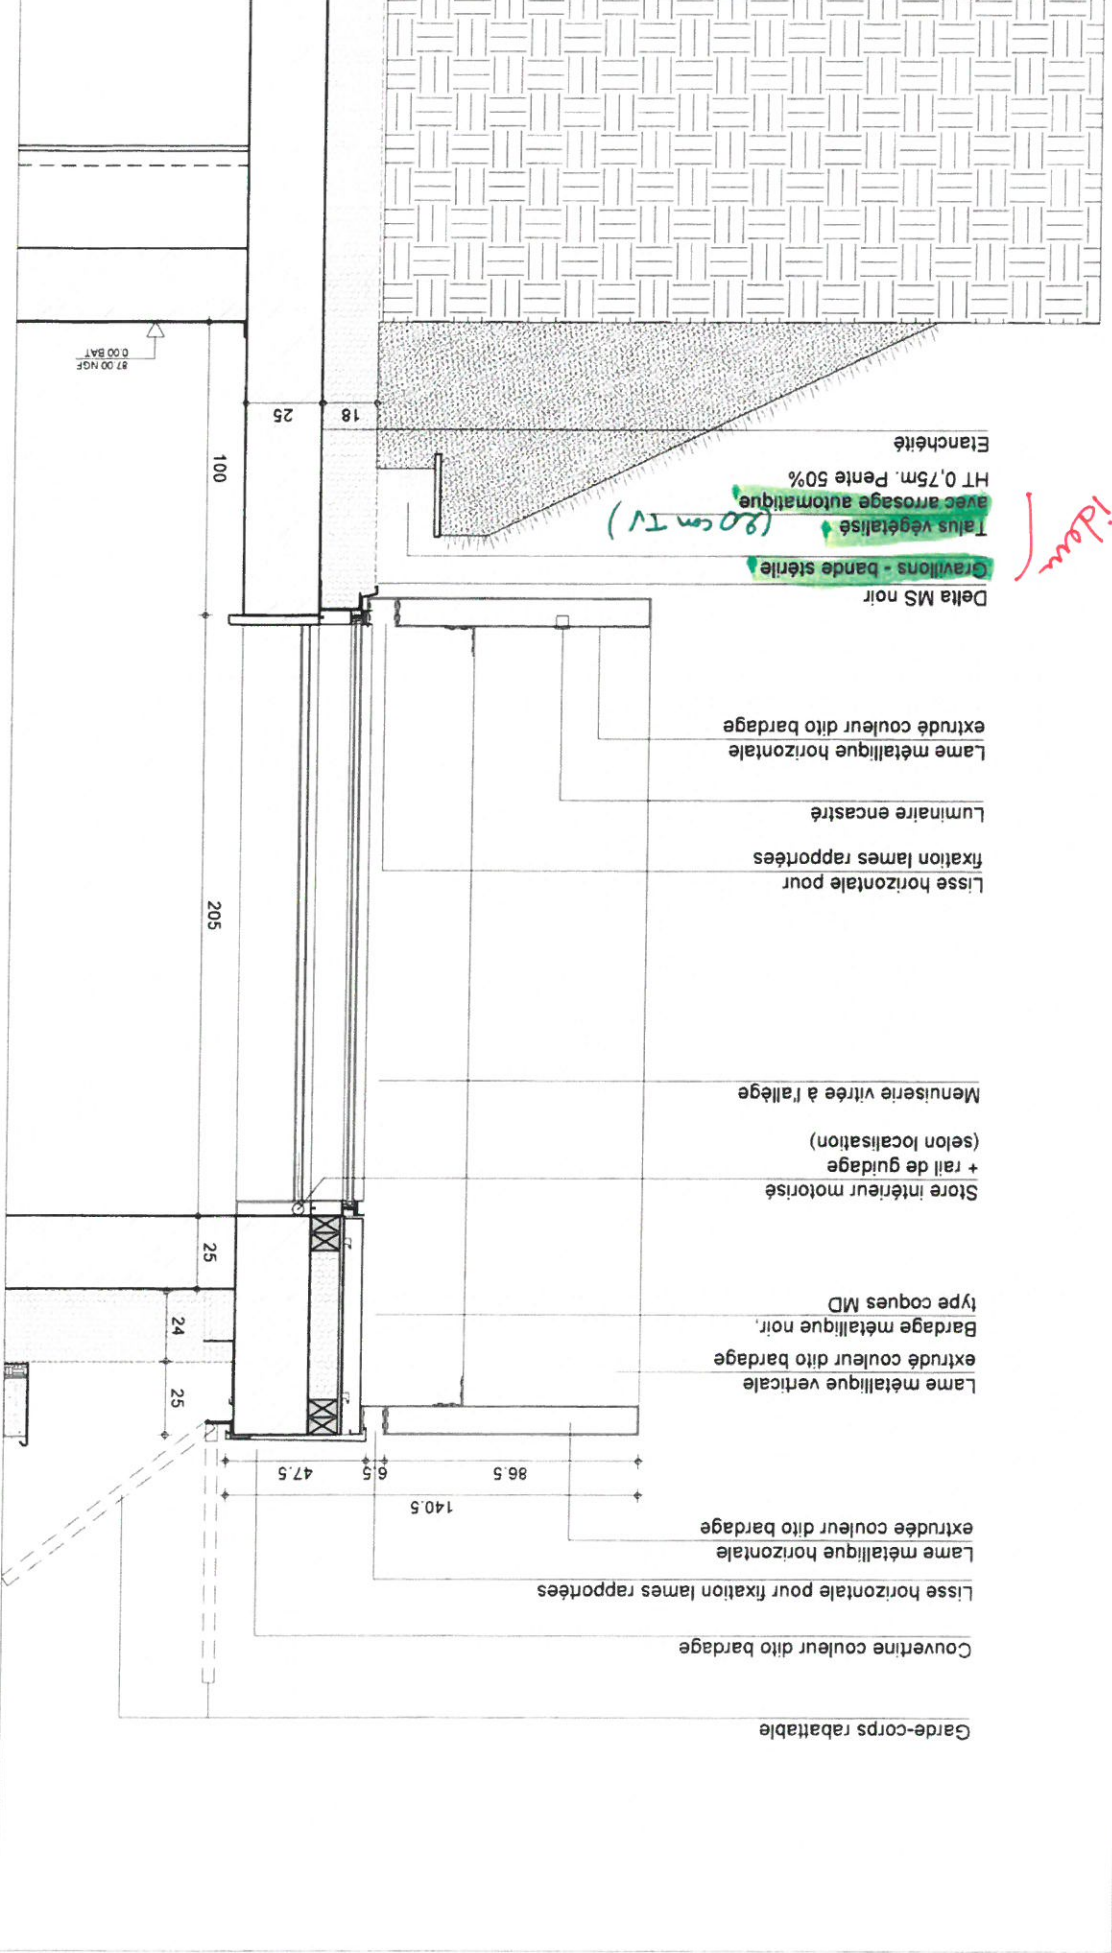 Garde-corps rabattable
Couvertine couleur dito bardage
Lisse horizontale pour fixation lames rapportées
Lame métallique horizontale
extrudée couleur dito bardage
140.5
86.5
6.5
47.5
Lame métallique verticale
extrudé couleur dito bardage
Bardage métallique noir,
type coques MD
25
24
25
Store intérieur motorisé
+ rail de guidage
(selon localisation)
Menuiserie vitrée à l'allège
205
Lisse horizontale pour
fixation lames rapportées
Luminaire encastré
Lame métallique horizontale
extrudé couleur dito bardage
Delta MS noir
Gravillons - bande stérile
Talus végétalisé
avec arrosage automatique
HT 0,75m. Pente 50%
(20 cm TV)
idem
Etanchéité
100
18
25
87.00 NGF
0.00 BAT